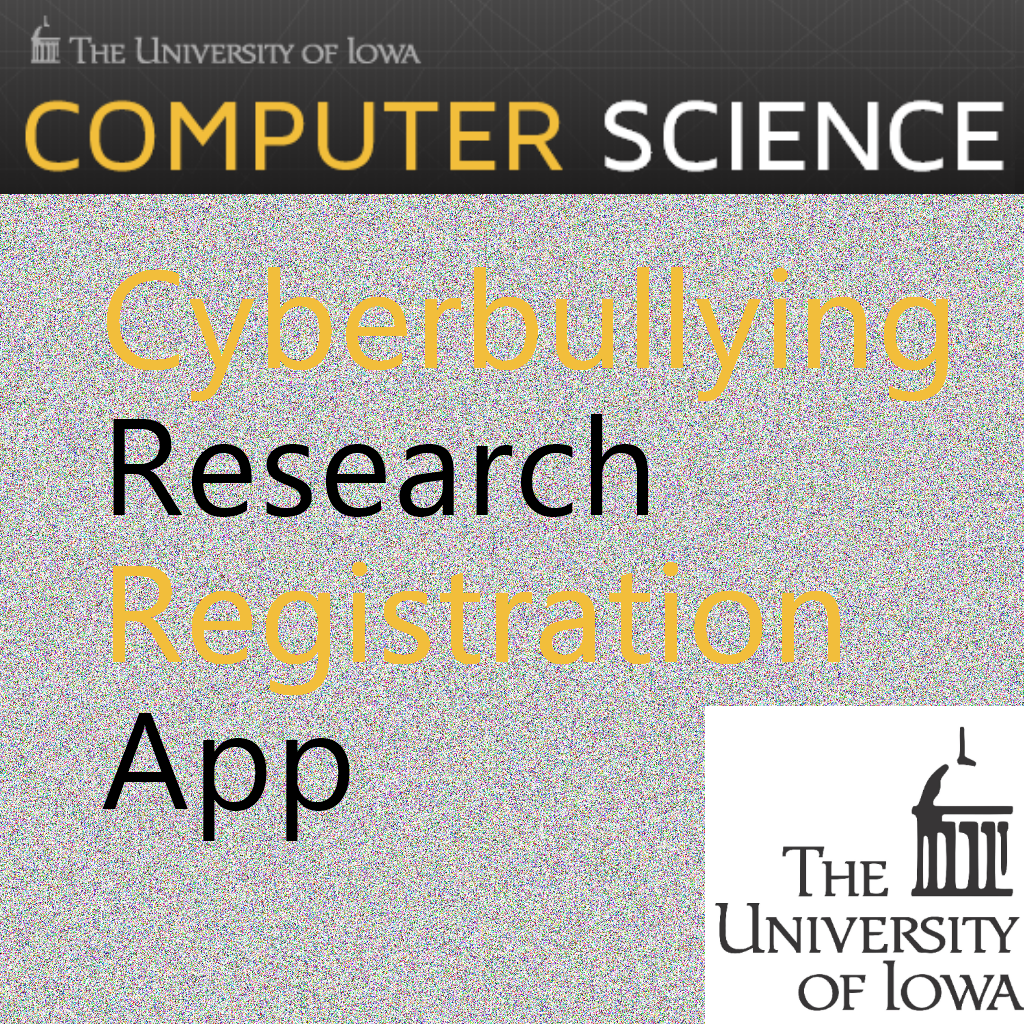 THE UNIVERSITY OF IOWA
COMPUTER SCIENCE
Cyberbullying
Research
Registration
App
THE
UNIVERSITY
OF IOWA